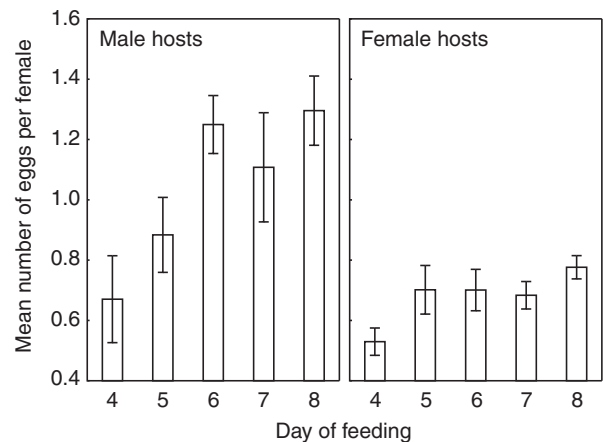 Mean number of eggs per female
1.6
1.4
1.2
1.0
0.8
0.6
0.4
Male hosts
Female hosts
4 5 6 7 8 4 5 6 7 8
Day of feeding